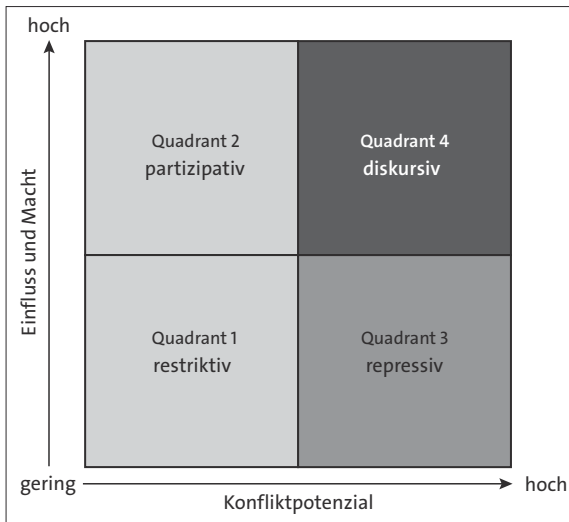 hoch
Einfluss und Macht
Quadrant 2
partizipativ
Quadrant 4
diskursiv
Quadrant 1
restriktiv
Quadrant 3
repressiv
gering
hoch
Konfliktpotenzial